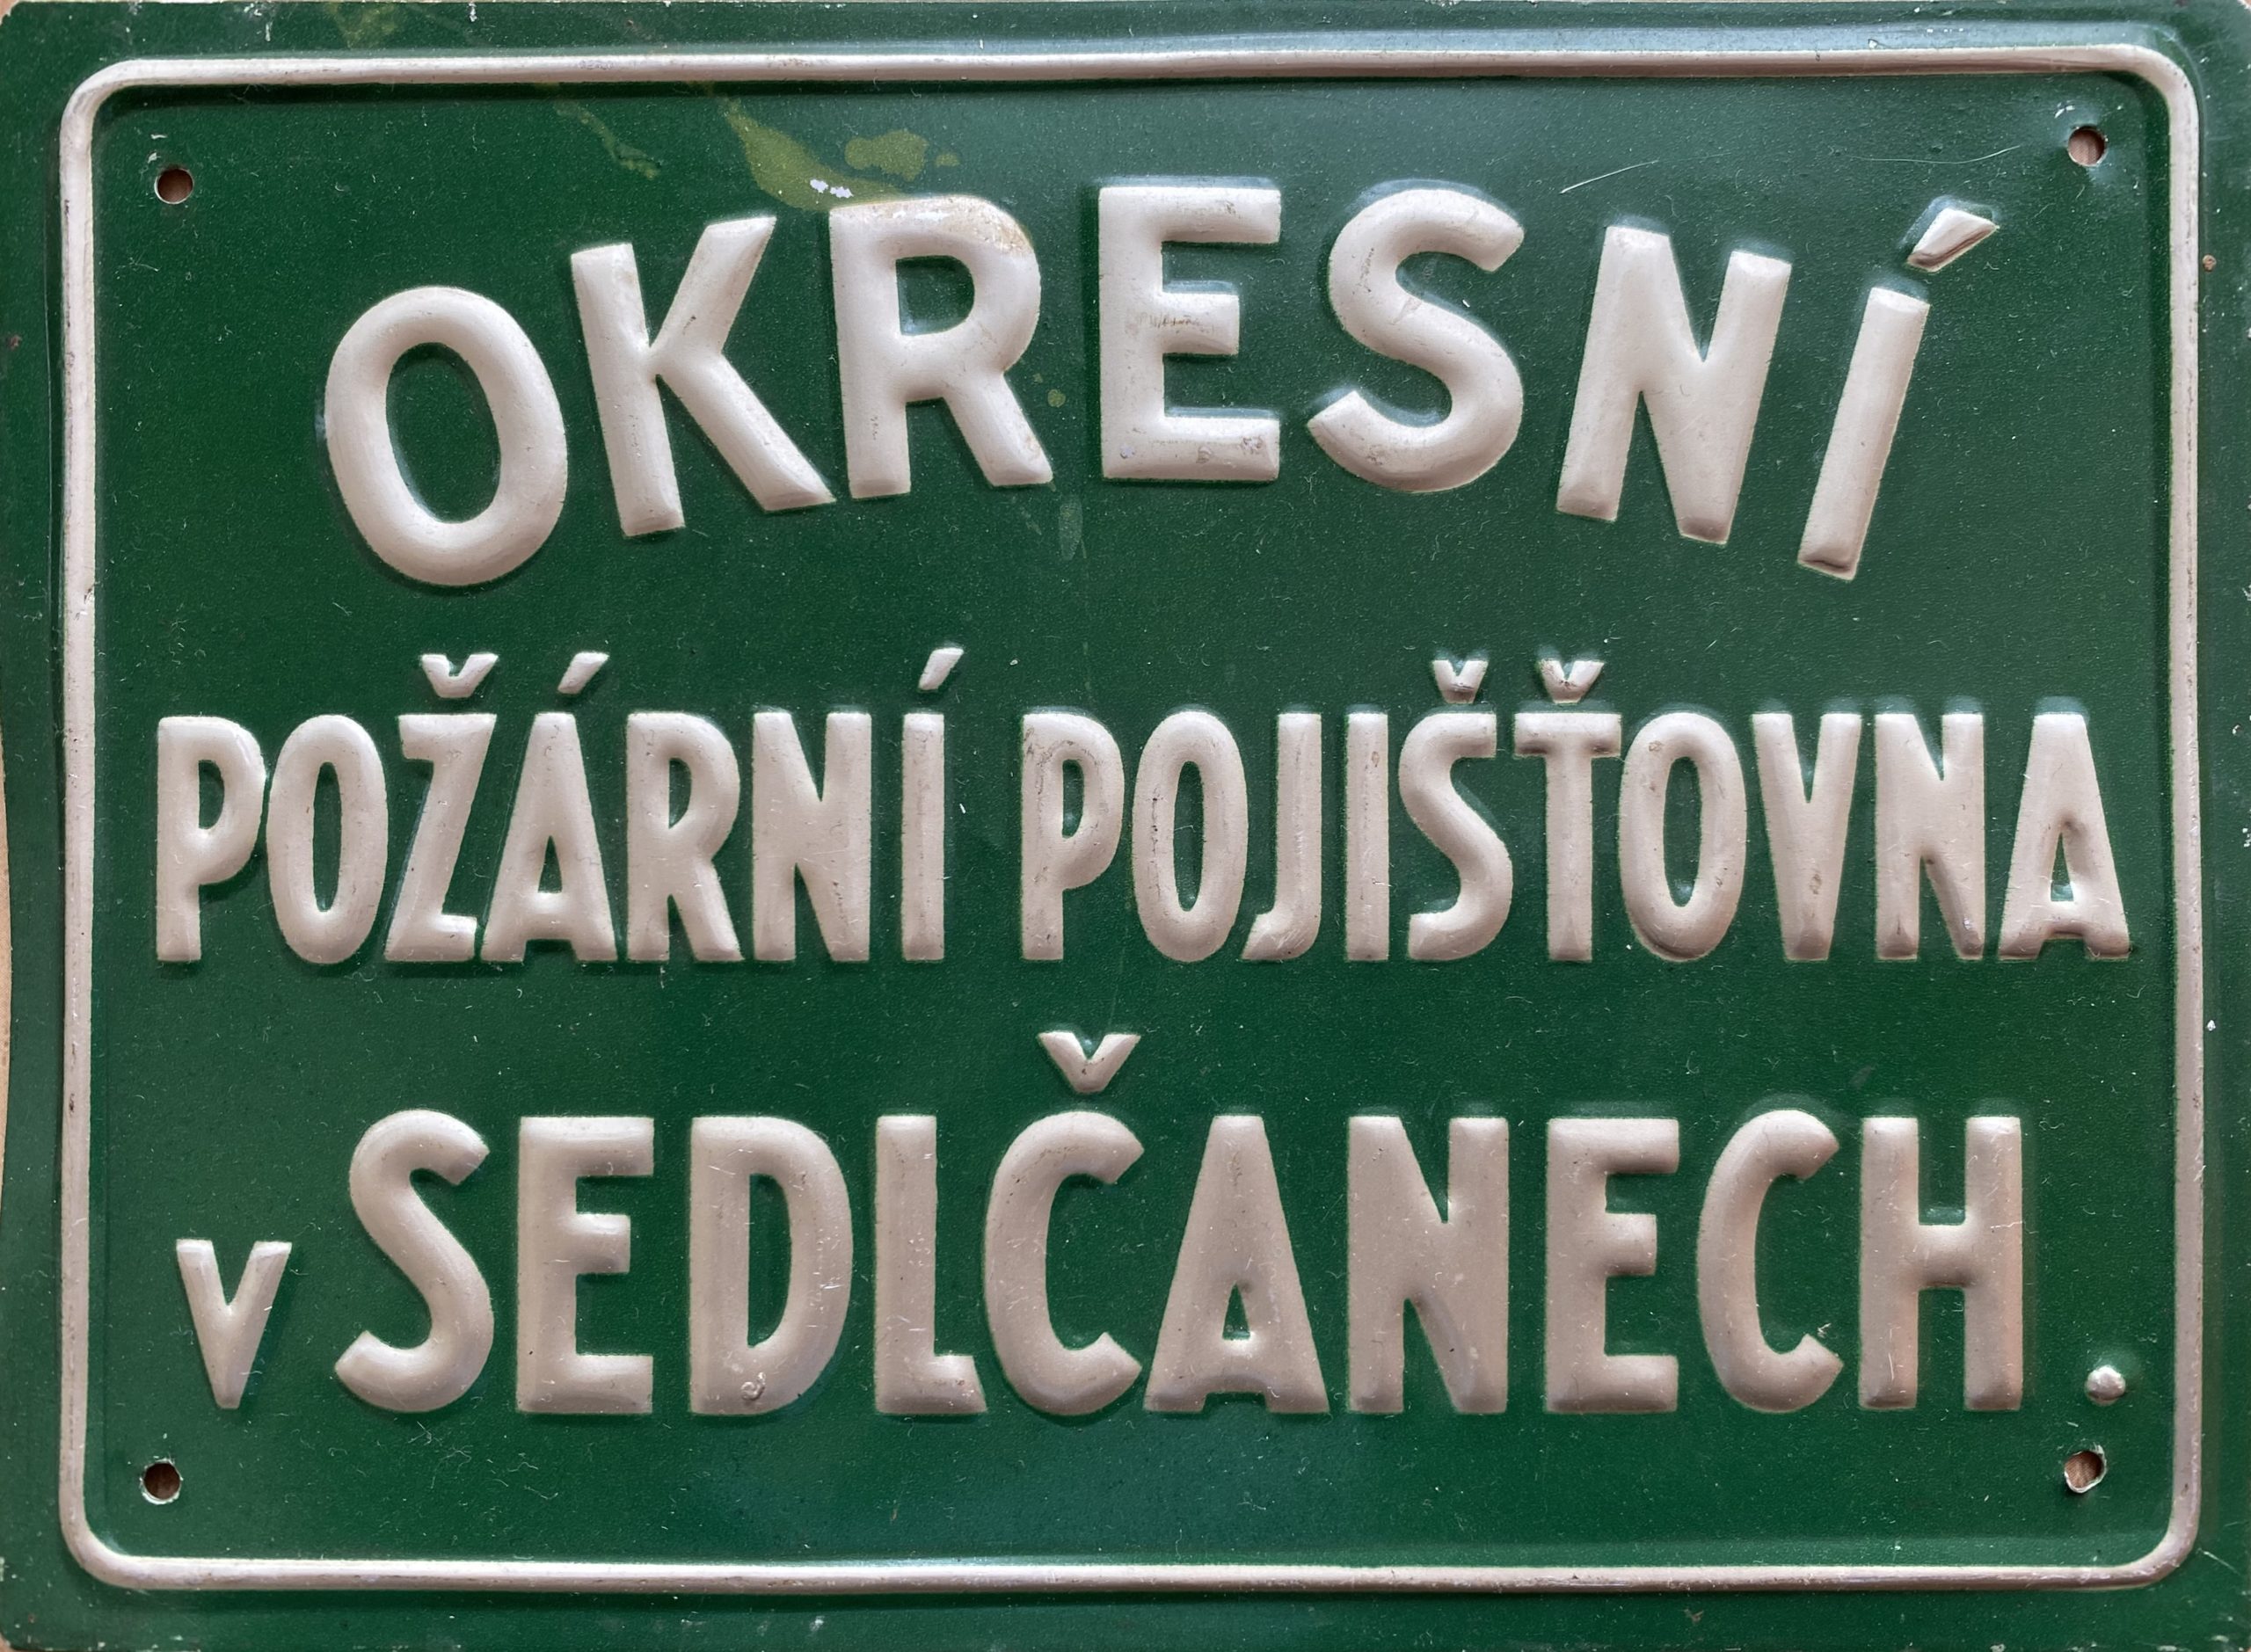 OKRESNÍ
POŽÁRNÍ POJIŠŤOVNA
v SEDLČANECH.